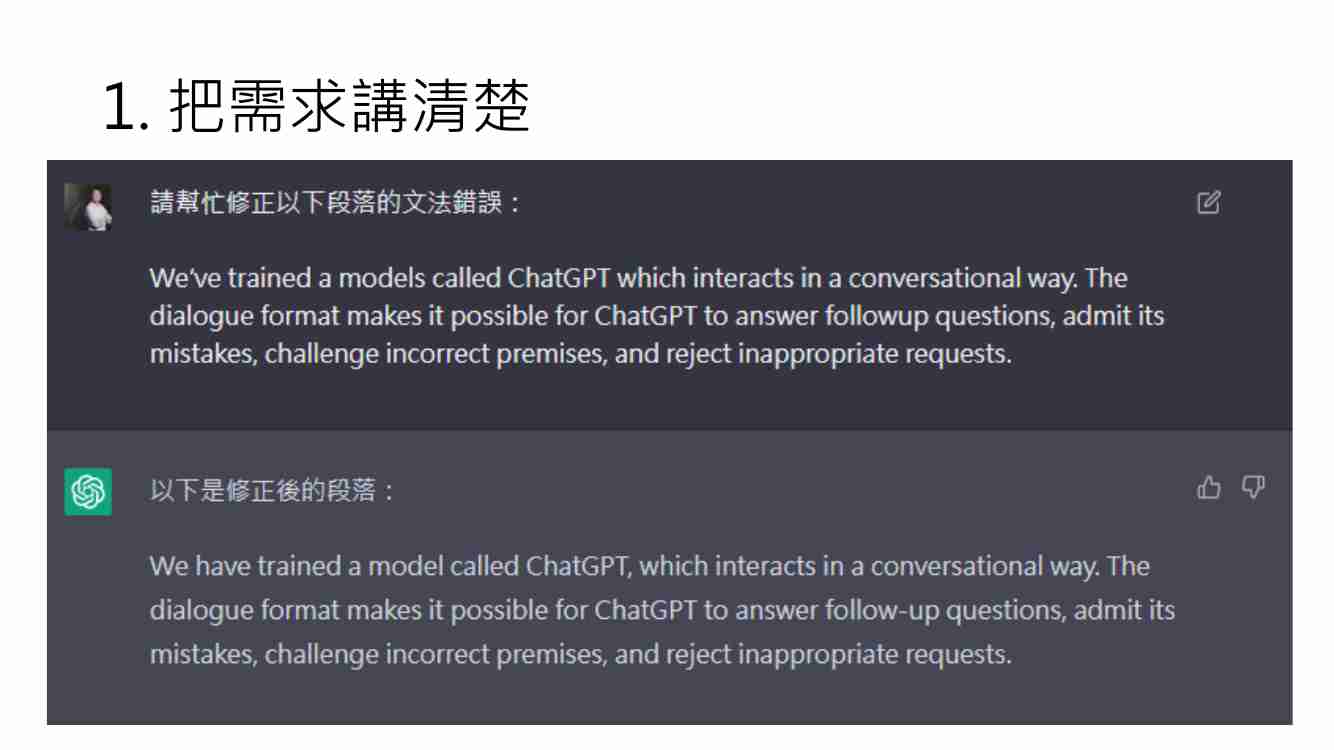 1. 把需求講清楚
請幫忙修正以下段落的文法錯誤：
We‘ve trained a models called ChatGPT which interacts in a conversational way. The
dialogue format makes it possible for ChatGPT to answer followup questions, admit its
mistakes, challenge incorrect premises, and reject inappropriate requests.
以下是修正後的段落：
We have trained a model called ChatGPT, which interacts in a conversational way. The
dialogue format makes it possible for ChatGPT to answer follow-up questions, admit its
mistakes, challenge incorrect premises, and reject inappropriate requests.